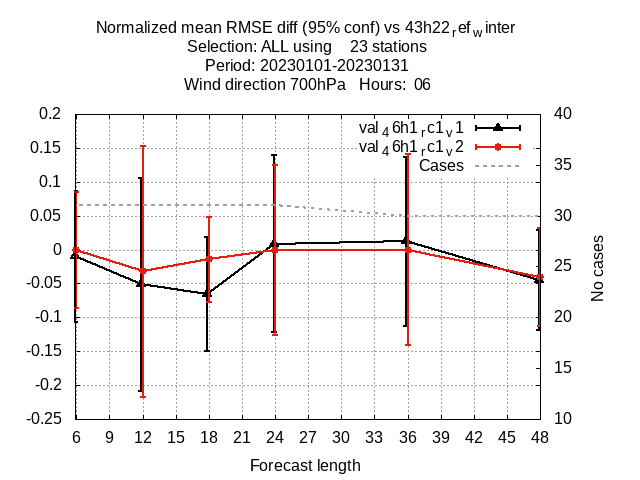 Normalized mean RMSE diff (95% conf) vs 43h22refwinter
Selection: ALL using 23 stations
Period: 20230101-20230131
Wind direction 700hPa Hours: 06
0.2
0.15
0.1
0.05
0
-0.05
-0.1
-0.15
-0.2
-0.25
val46h1rc1v1
val46h1rc1v2
Cases
40
35
30
25
20
15
10
No cases
6 9 12 15 18 21 24 27 30 33 36 39 42 45 48
Forecast length